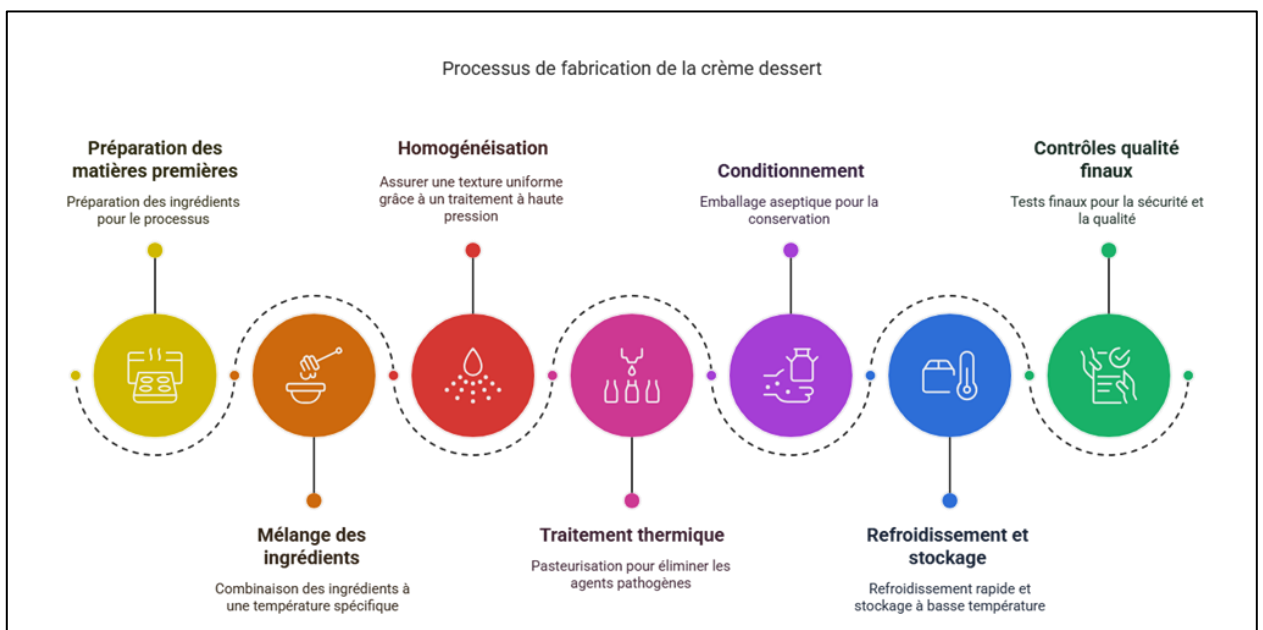 Processus de fabrication de la crème dessert
Préparation des
matières premières
Préparation des ingrédients
pour le processus
Mélange des
ingrédients
Combinaison des ingrédients à
une température spécifique
Homogénéisation
Assurer une texture uniforme
grâce à un traitement à haute
pression
Traitement thermique
Pasteurisation pour éliminer les
agents pathogènes
Conditionnement
Emballage aseptique pour la
conservation
Refroidissement et
stockage
Refroidissement rapide et
stockage à basse température
Contrôles qualité
finaux
Tests finaux pour la sécurité et
la qualité